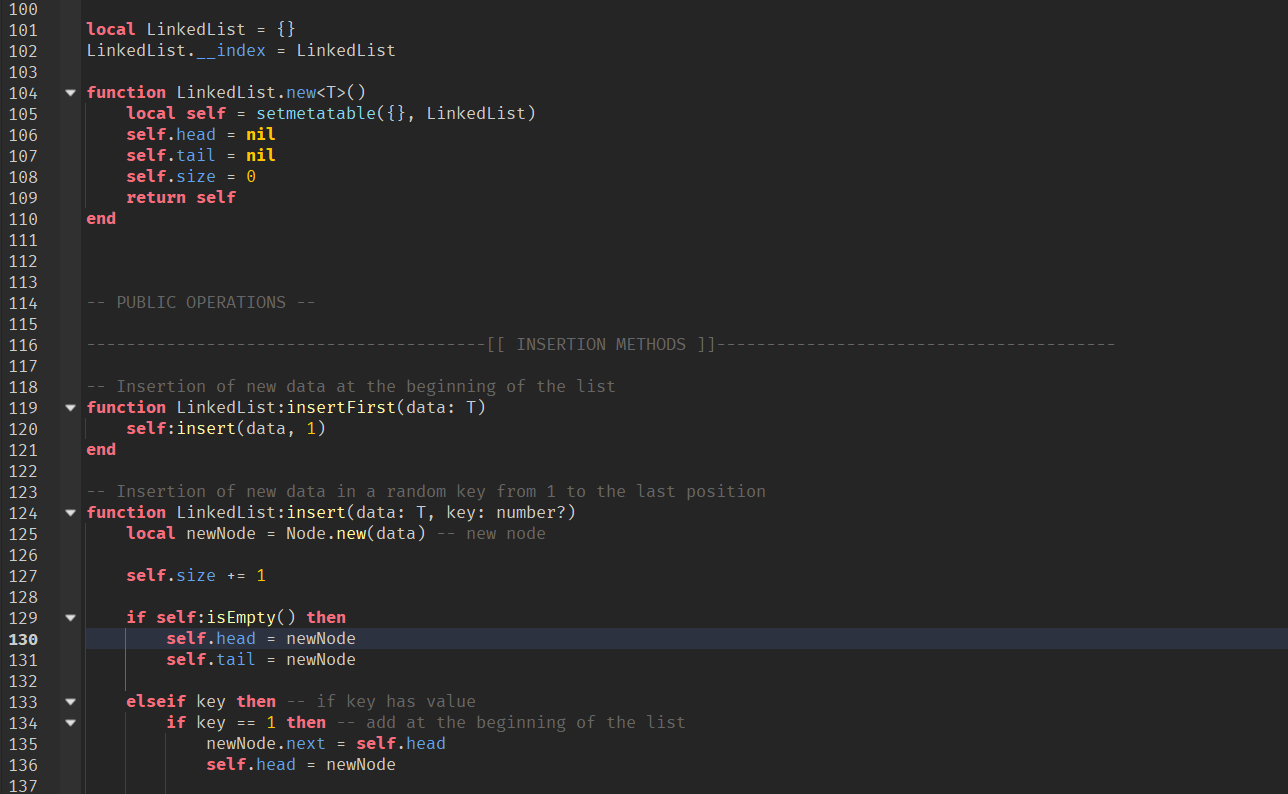 100
101 local LinkedList = {}
102 LinkedList.__index = LinkedList
103
104 function LinkedList.new<T>()
105     local self = setmetatable({}, LinkedList)
106     self.head = nil
107     self.tail = nil
108     self.size = 0
109     return self
110 end
111
112
113
114 -- PUBLIC OPERATIONS --
115
116 ----------------------------------------[[ INSERTION METHODS ]]----------------------------------------
117
118 -- Insertion of new data at the beginning of the list
119 function LinkedList:insertFirst(data: T)
120     self:insert(data, 1)
121 end
122
123 -- Insertion of new data in a random key from 1 to the last position
124 function LinkedList:insert(data: T, key: number?)
125     local newNode = Node.new(data) -- new node
126
127     self.size += 1
128
129     if self:isEmpty() then
130         self.head = newNode
131         self.tail = newNode
132
133     elseif key then -- if key has value
134         if key == 1 then -- add at the beginning of the list
135             newNode.next = self.head
136             self.head = newNode
137